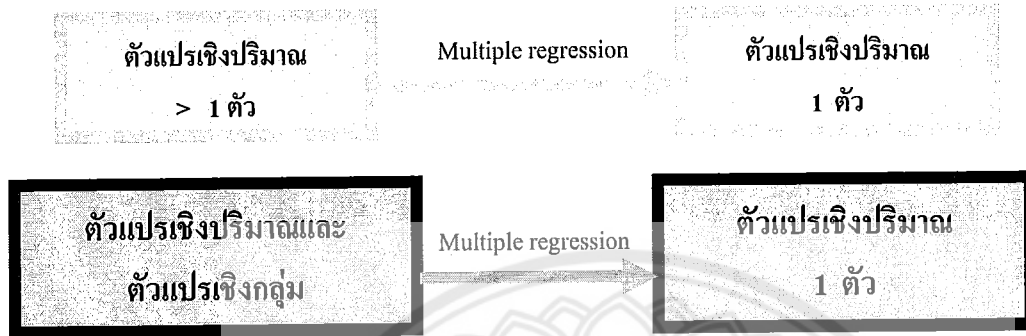 ตัวแปรเชิงปริมาณ
> 1 ตัว
Multiple regression
ตัวแปรเชิงปริมาณ
1 ตัว
ตัวแปรเชิงปริมาณและ
ตัวแปรเชิงกลุ่ม
Multiple regression
ตัวแปรเชิงปริมาณ
1 ตัว